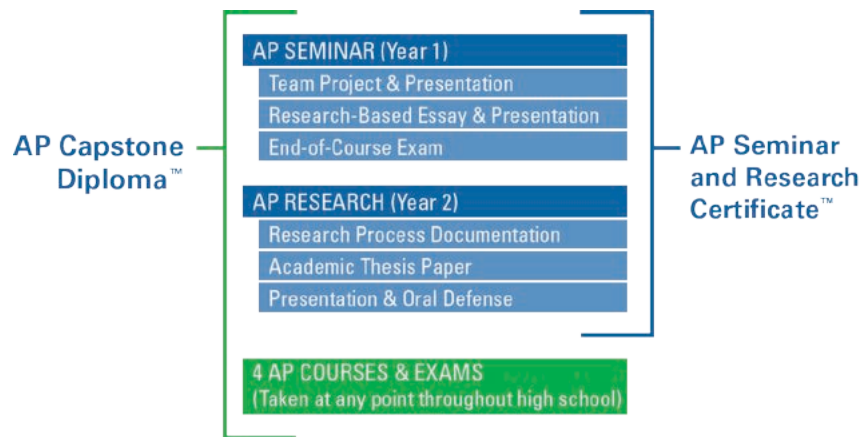 AP SEMINAR (Year 1)
Team Project & Presentation
Research-Based Essay & Presentation
End-of-Course Exam
AP Capstone
Diploma™
AP Seminar
and Research
Certificate™
AP RESEARCH (Year 2)
Research Process Documentation
Academic Thesis Paper
Presentation & Oral Defense
4 AP COURSES & EXAMS
(Taken at any point throughout high school)